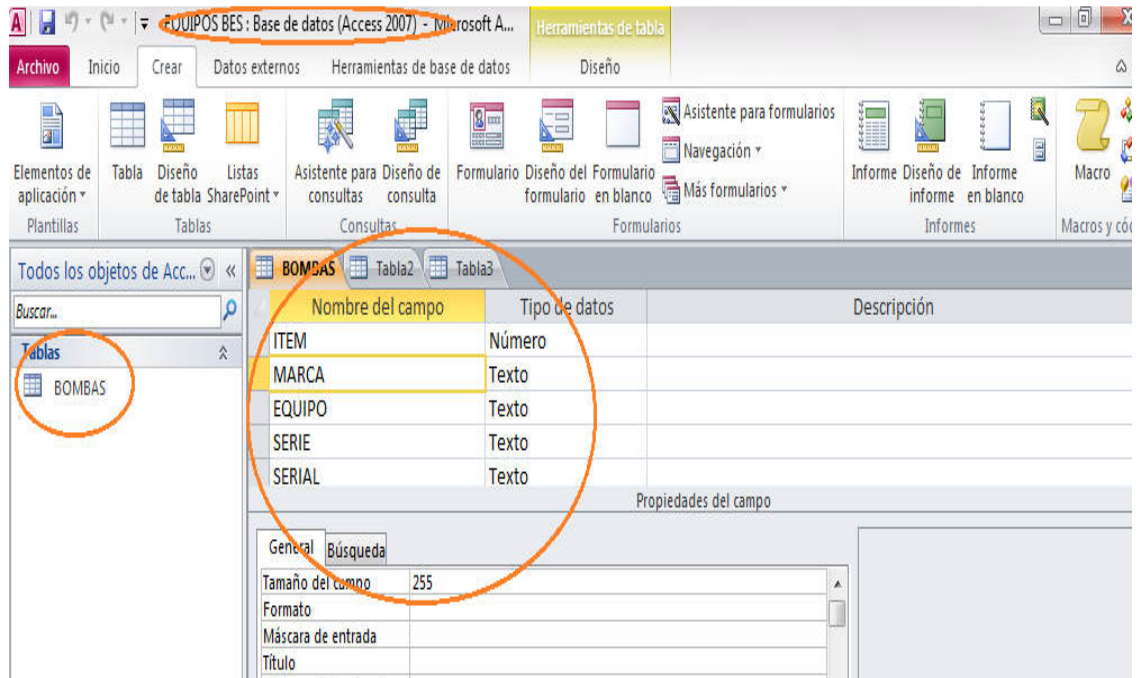 EQUIPOS BES : Base de datos (Access 2007) - Microsoft A...
Herramientas de tabla
Archivo Inicio Crear Datos externos Herramientas de base de datos Diseño
Elementos de aplicación
Tabla
Diseño de tabla
Listas SharePoint
Asistente para consultas
Diseño de consulta
Formulario
Diseño del formulario
Formulario en blanco
Asistente para formularios
Navegación
Más formularios
Informe
Diseño de informe
Informe en blanco
Macro
Plantillas Tablas Consultas Formularios Informes Macros y cód
Todos los objetos de Acc...
Buscar...
Tablas
BOMBAS
BOMBAS Tabla2 Tabla3
Nombre del campo Tipo de datos Descripción
ITEM Número
MARCA Texto
EQUIPO Texto
SERIE Texto
SERIAL Texto
Propiedades del campo
General Búsqueda
Tamaño del campo 255
Formato
Máscara de entrada
Título